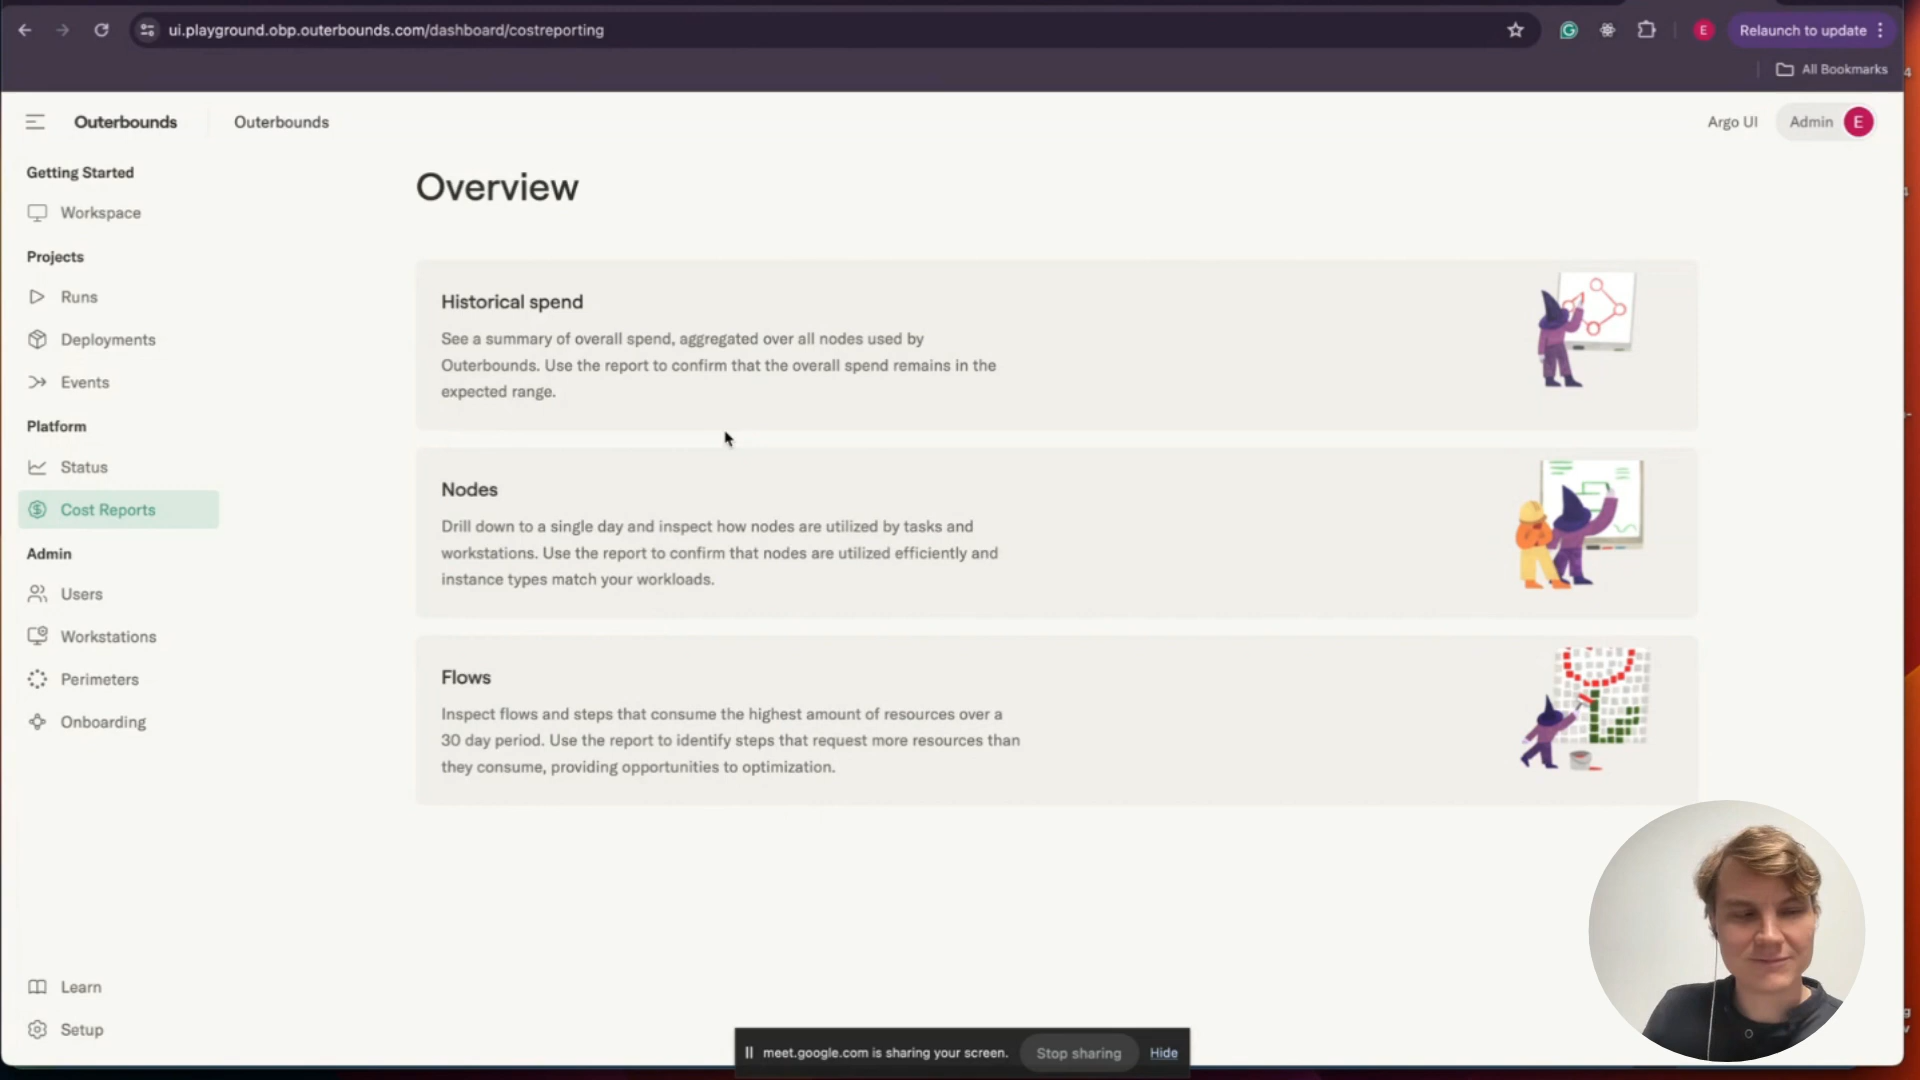 ui.playground.obp.outerbounds.com/dashboard/costreporting
E
Relaunch to update
All Bookmarks
Outerbounds
Outerbounds
Argo UI
Admin
E
Getting Started
Workspace
Projects
Runs
Deployments
Events
Platform
Status
Cost Reports
Admin
Users
Workstations
Perimeters
Onboarding
Learn
Setup
Overview
Historical spend
See a summary of overall spend, aggregated over all nodes used by
Outerbounds. Use the report to confirm that the overall spend remains in the
expected range.
Nodes
Drill down to a single day and inspect how nodes are utilized by tasks and
workstations. Use the report to confirm that nodes are utilized efficiently and
instance types match your workloads.
Flows
Inspect flows and steps that consume the highest amount of resources over a
30 day period. Use the report to identify steps that request more resources than
they consume, providing opportunities to optimization.
meet.google.com is sharing your screen.
Stop sharing
Hide